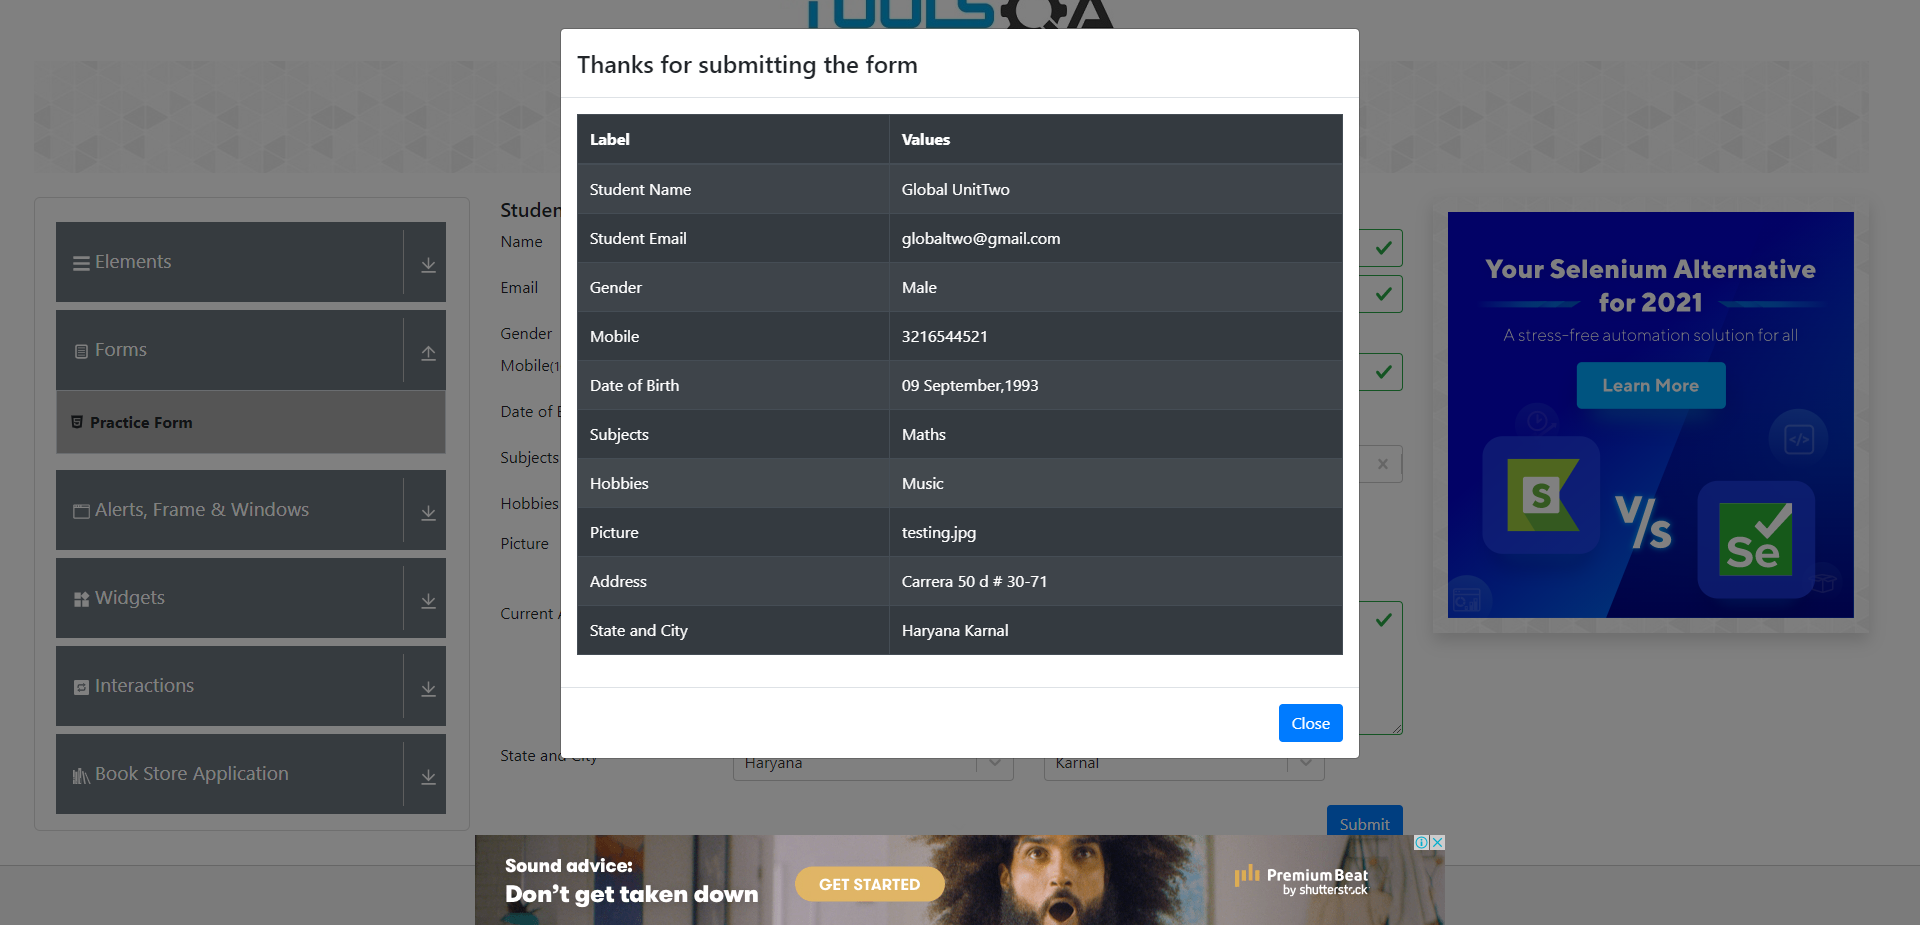 TOOLSQA
Thanks for submitting the form
Label Values
Student Name Global UnitTwo
Student Email globaltwo@gmail.com
Gender Male
Mobile 3216544521
Date of Birth 09 September,1993
Subjects Maths
Hobbies Music
Picture testing.jpg
Address Carrera 50 d # 30-71
State and City Haryana Karnal
Close
Elements
Forms
Practice Form
Alerts, Frame & Windows
Widgets
Interactions
Book Store Application
Studen
Name
Email
Gender
Mobile(1
Date of B
Subjects
Hobbies
Picture
Current A
State and City
Haryana
Karnal
Submit
Your Selenium Alternative
for 2021
A stress-free automation solution for all
Learn More
S
V/s
Se
Sound advice:
Don't get taken down
GET STARTED
PremiumBeat
by shutterstock